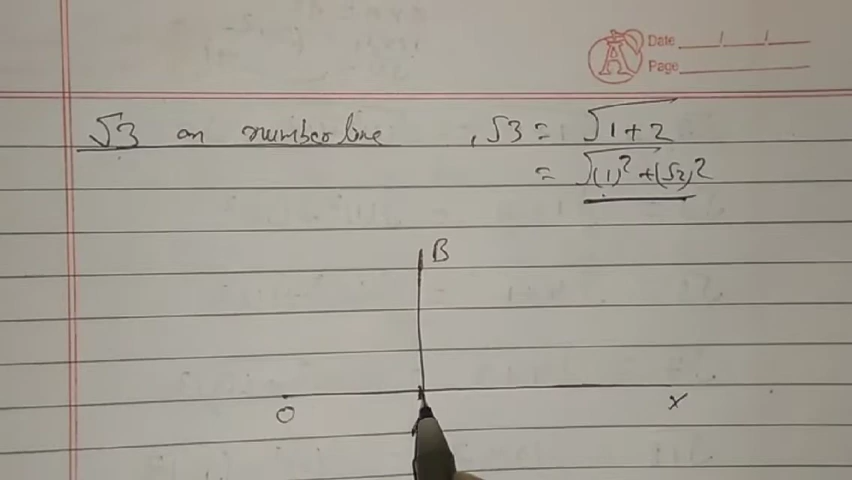 Date
Page
√3 on number line , √3 = √1+2
= √(1)²+(√2)²
B
O X